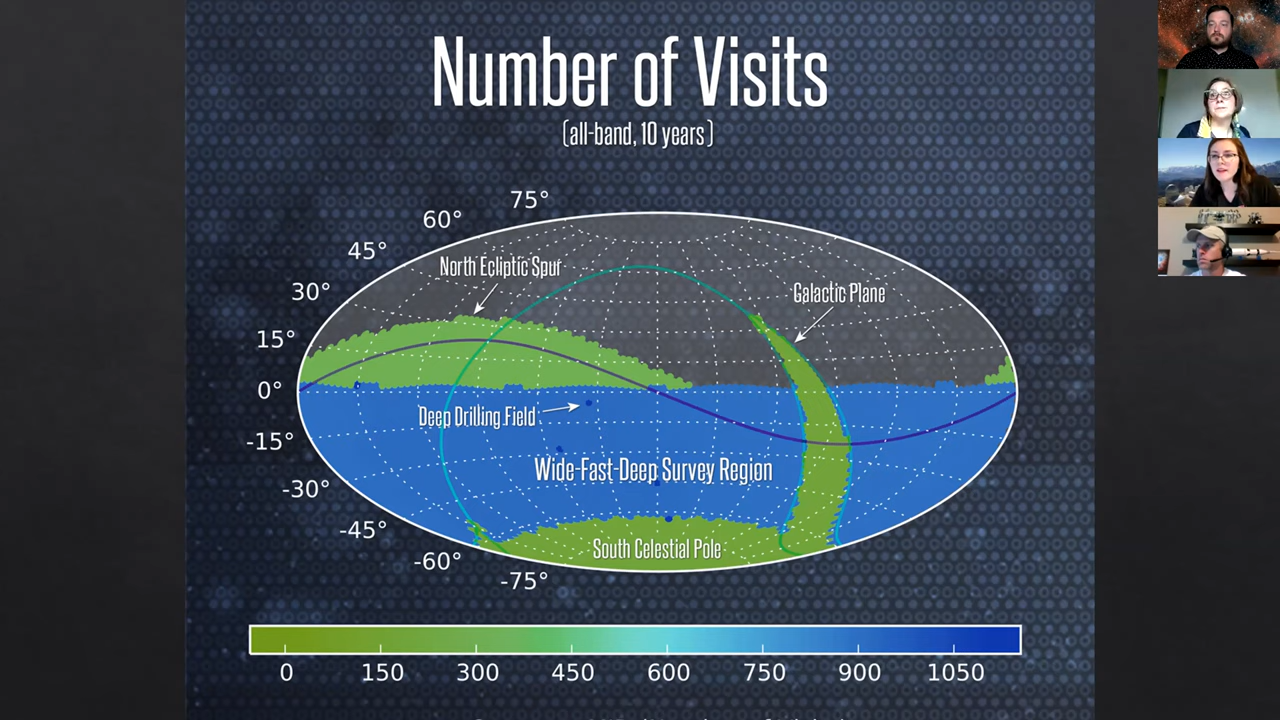 Number of Visits
(all-band, 10 years)
75°
60°
45°
North Ecliptic Spur
30°
Galactic Plane
15°
0°
Deep Drilling Field
-15°
Wide-Fast-Deep Survey Region
-30°
-45°
South Celestial Pole
-60°
-75°
0 150 300 450 600 750 900 1050